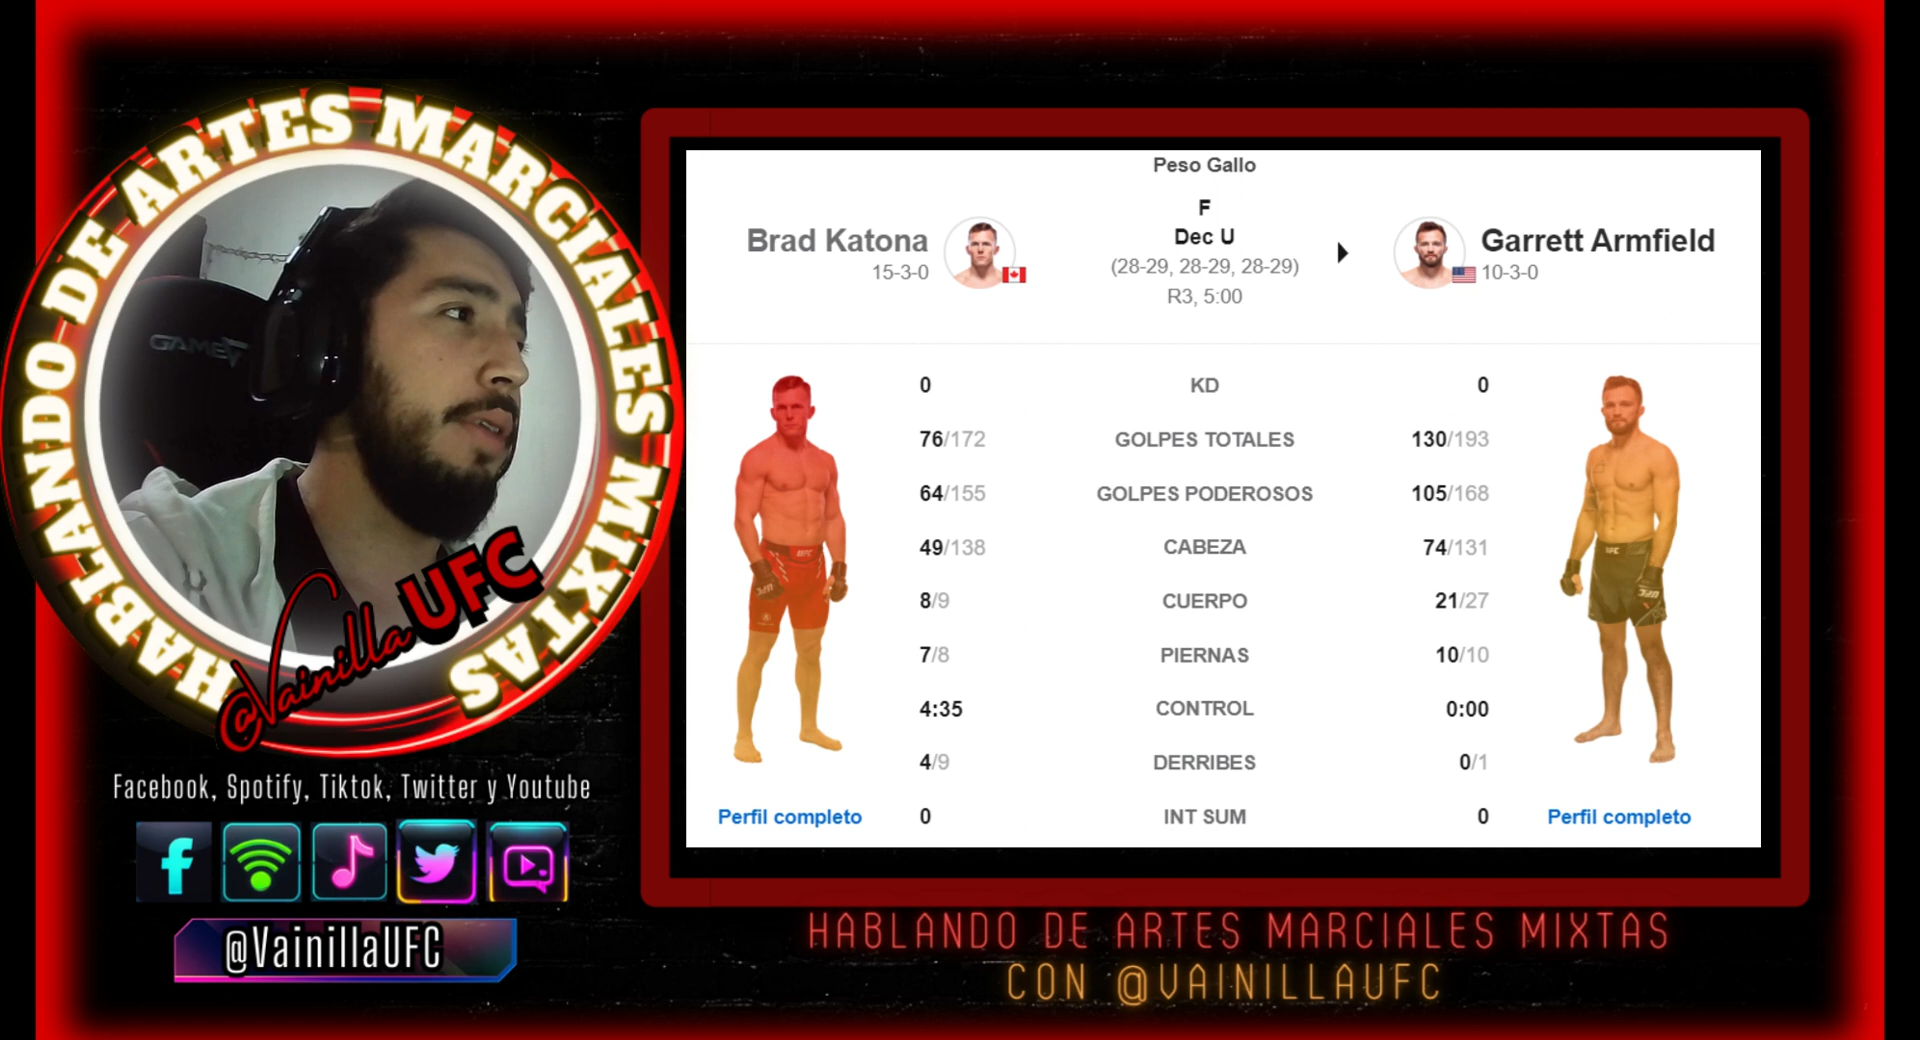 HABLANDO DE ARTES MARCIALES MIXTAS
GAME
@VainillaUFC
Facebook, Spotify, Tiktok, Twitter y Youtube
@VainillaUFC
Peso Gallo
F
Dec U
(28-29, 28-29, 28-29)
R3, 5:00
Brad Katona
15-3-0
Garrett Armfield
10-3-0
0 KD 0
76/172 GOLPES TOTALES 130/193
64/155 GOLPES PODEROSOS 105/168
49/138 CABEZA 74/131
8/9 CUERPO 21/27
7/8 PIERNAS 10/10
4:35 CONTROL 0:00
4/9 DERRIBES 0/1
Perfil completo 0 INT SUM 0 Perfil completo
UFC
UFC
UFC
HABLANDO DE ARTES MARCIALES MIXTAS
CON @VAINILLAUFC